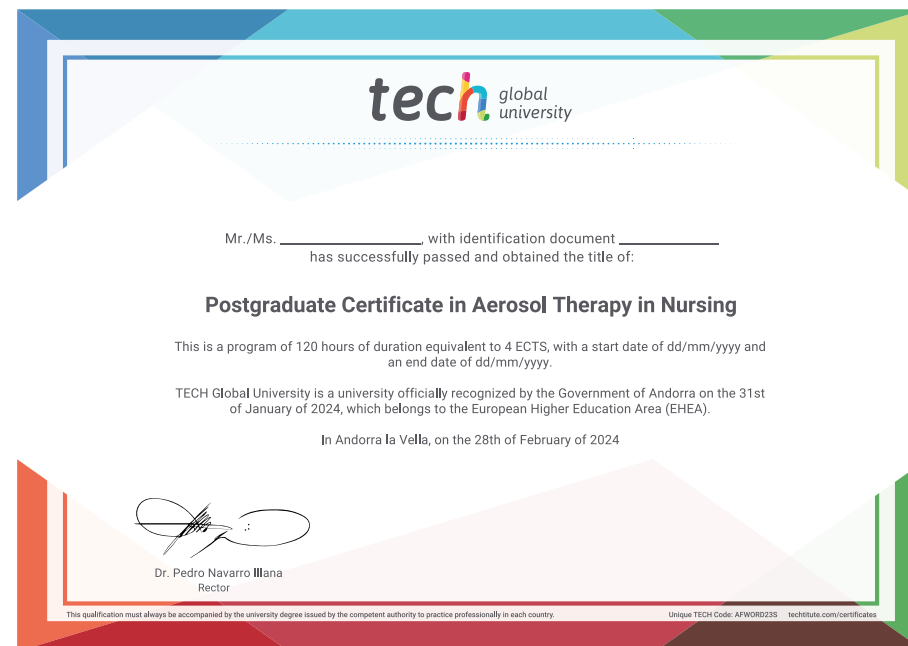 tech global university
Mr./Ms. ____________________, with identification document ______________
has successfully passed and obtained the title of:
Postgraduate Certificate in Aerosol Therapy in Nursing
This is a program of 120 hours of duration equivalent to 4 ECTS, with a start date of dd/mm/yyyy and
an end date of dd/mm/yyyy.
TECH Global University is a university officially recognized by the Government of Andorra on the 31st
of January of 2024, which belongs to the European Higher Education Area (EHEA).
In Andorra la Vella, on the 28th of February of 2024
Dr. Pedro Navarro Illana
Rector
This qualification must always be accompanied by the university degree issued by the competent authority to practice professionally in each country. Unique TECH Code: AFWORD23S techtitute.com/certificates